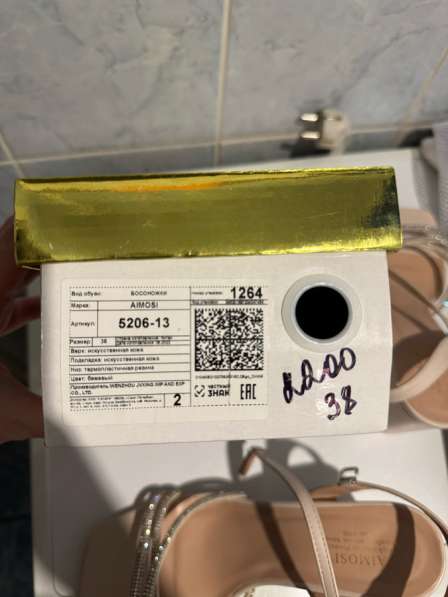 Вид обуви: БОСОНОЖКИ
Марка: AIMOSI
Артикул: 5206-13
Размер 38
Верх: искусственная кожа
Подкладка: искусственная кожа
Низ: термопластичная резина
Цвет: бежевый
Производитель: WENZHOU JIXING IMP AND EXP
CO., LTD.
2
1264
ЧЕСТНЫЙ
ЗНАК
EAC
2200
38
AIMOSI